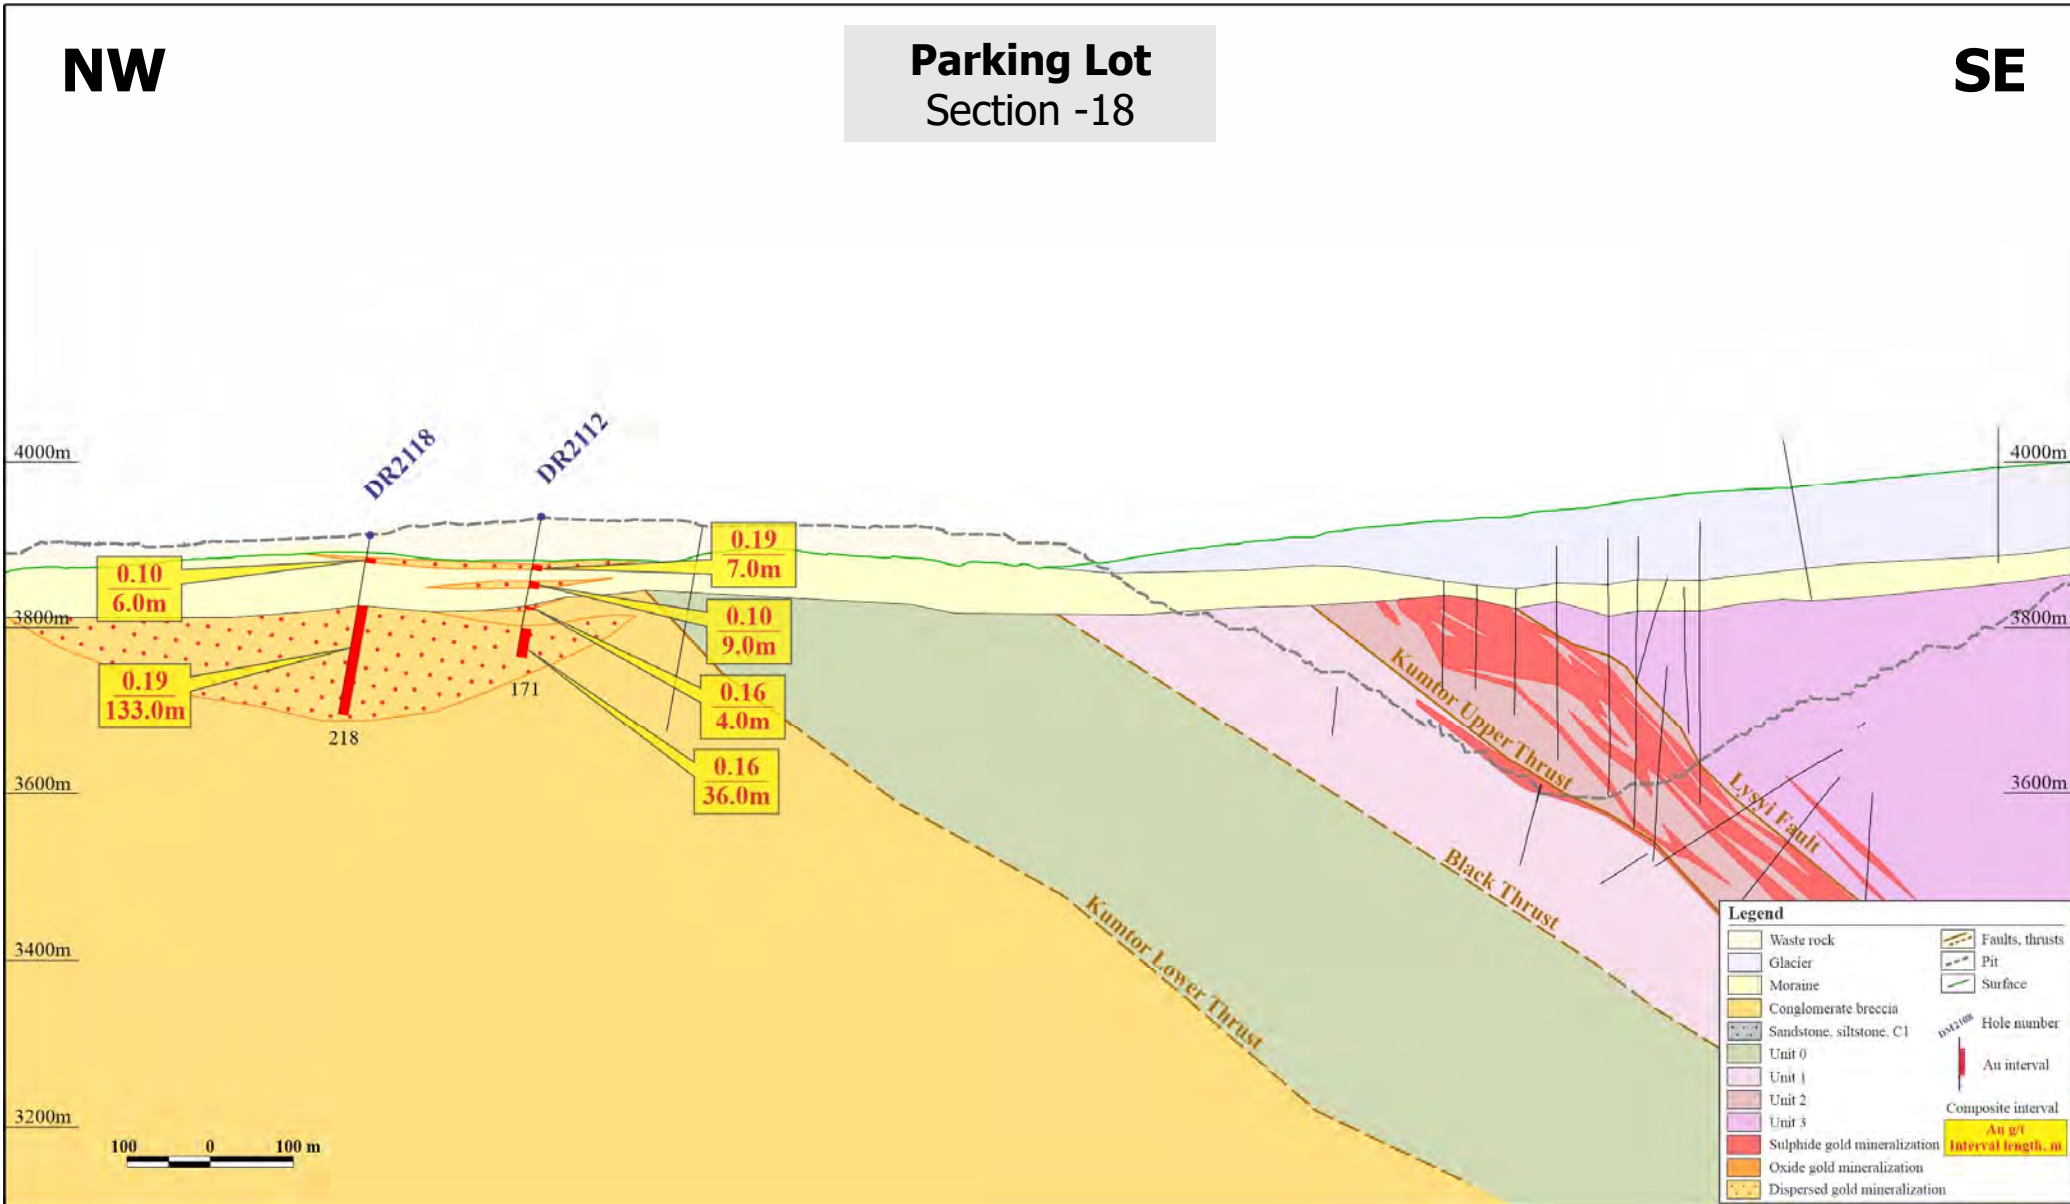 NW
Parking Lot
Section -18
SE
4000m
4000m
DR2118
DR2112
0.10
6.0m
0.19
7.0m
0.10
9.0m
3800m
3800m
0.19
133.0m
0.16
4.0m
171
218
0.16
36.0m
Kumtor Upper Thrust
Lysyi Fault
3600m
3600m
Black Thrust
Kumtor Lower Thrust
3400m
3200m
100 0 100 m
Legend
Waste rock
Glacier
Moraine
Conglomerate breccia
Sandstone, siltstone, C1
Unit 0
Unit 1
Unit 2
Unit 3
Sulphide gold mineralization
Oxide gold mineralization
Dispersed gold mineralization
Faults, thrusts
Pit
Surface
DM2108
Hole number
Au interval
Composite interval
Au g/t
Interval length, m